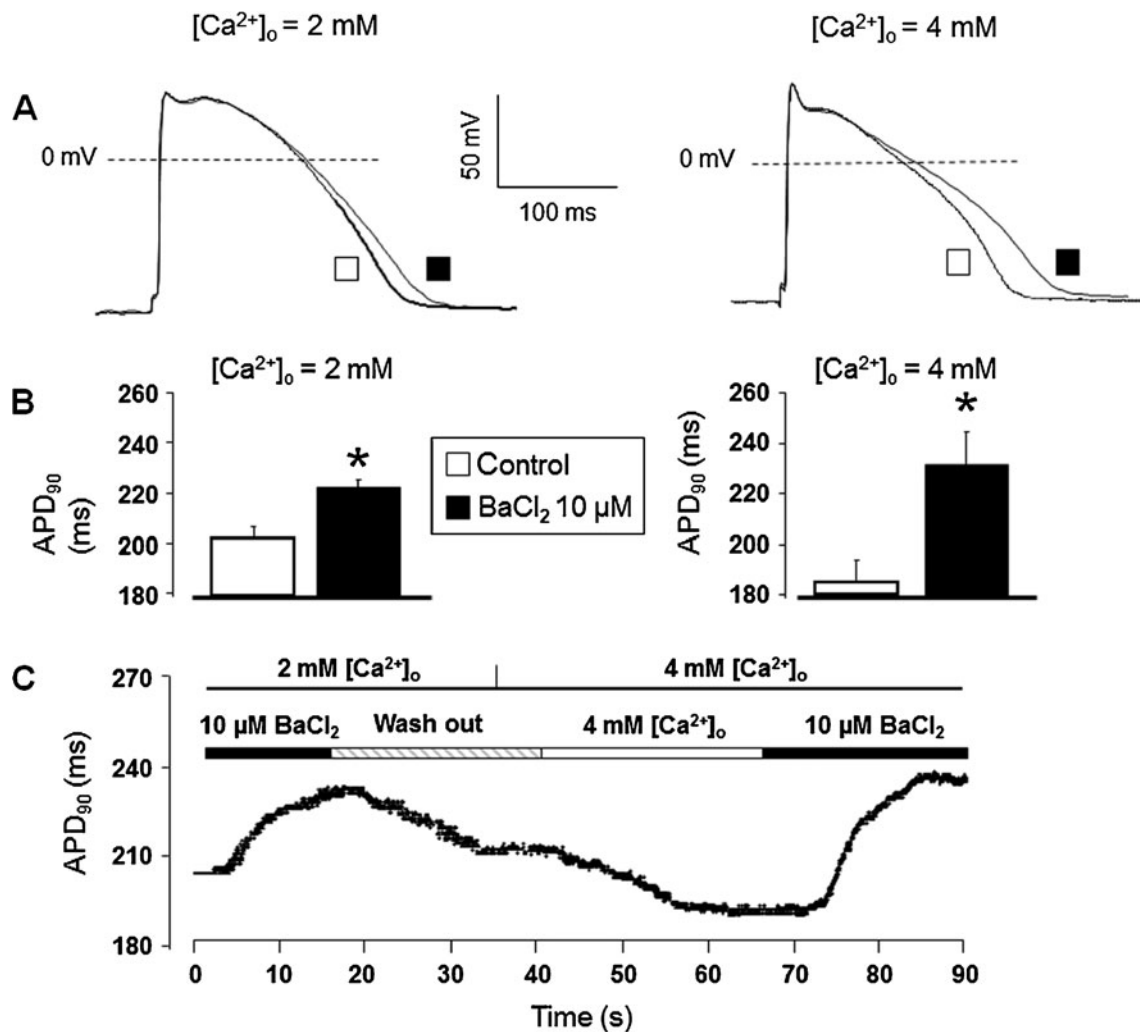 [Ca²⁺]ₒ = 2 mM
[Ca²⁺]ₒ = 4 mM
A
0 mV
50 mV
100 ms
0 mV
B
[Ca²⁺]ₒ = 2 mM
[Ca²⁺]ₒ = 4 mM
APD₉₀
(ms)
260
240
220
200
180
*
Control
BaCl₂ 10 µM
APD₉₀ (ms)
260
240
220
200
180
*
C
2 mM [Ca²⁺]ₒ
4 mM [Ca²⁺]ₒ
10 µM BaCl₂
Wash out
4 mM [Ca²⁺]ₒ
10 µM BaCl₂
APD₉₀ (ms)
270
240
210
180
0 10 20 30 40 50 60 70 80 90
Time (s)